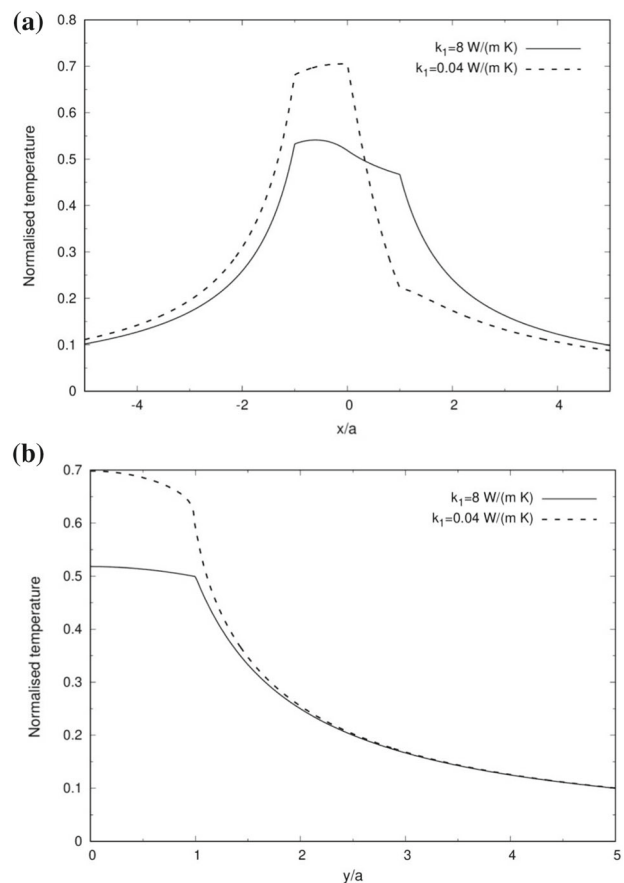 (a)
0.8
k₁=8 W/(m K)
k₁=0.04 W/(m K)
0.7
0.6
0.5
0.4
0.3
0.2
0.1
0
Normalised temperature
-4 -2 0 2 4
x/a
(b)
0.7
k₁=8 W/(m K)
k₁=0.04 W/(m K)
0.6
0.5
0.4
0.3
0.2
0.1
0
Normalised temperature
0 1 2 3 4 5
y/a